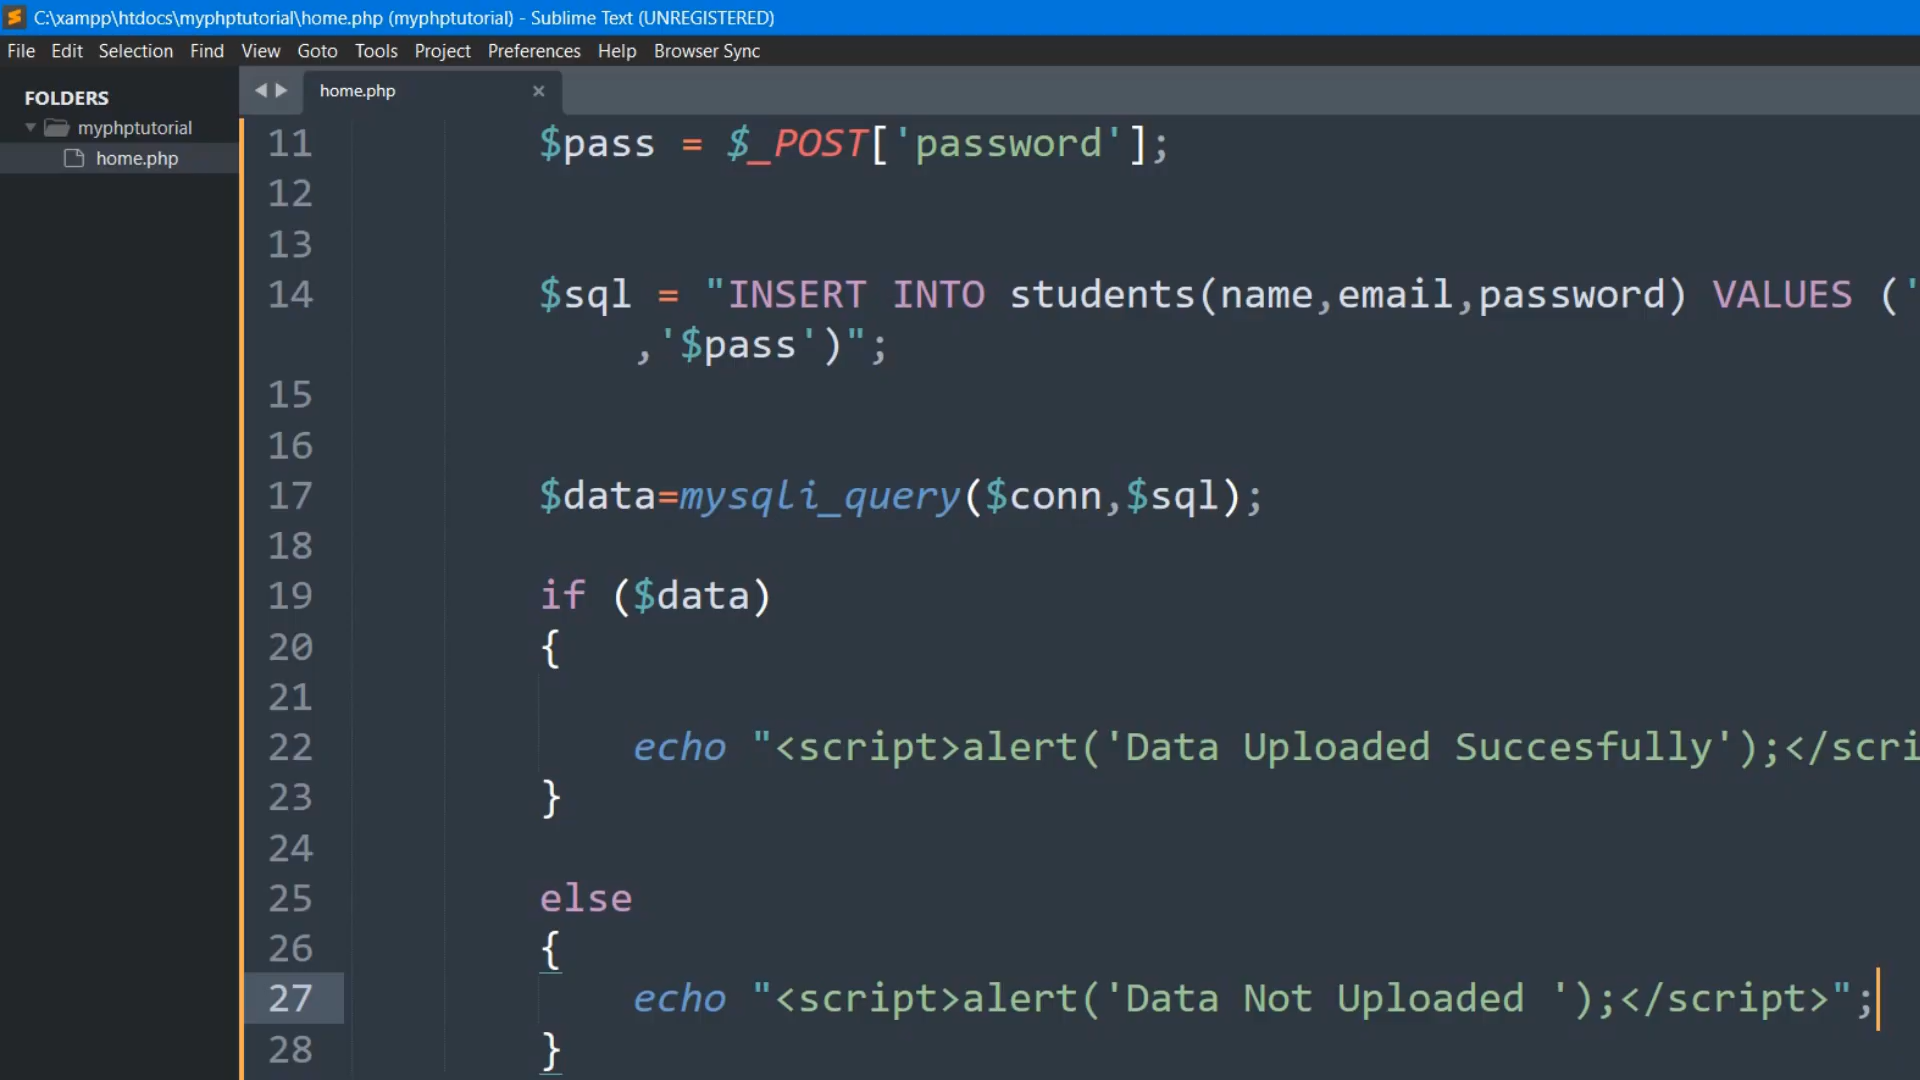 C:\xampp\htdocs\myphptutorial\home.php (myphptutorial) - Sublime Text (UNREGISTERED)
File Edit Selection Find View Goto Tools Project Preferences Help Browser Sync
FOLDERS
myphptutorial
home.php
home.php ×
11 $pass = $_POST['password'];
12
13
14 $sql = "INSERT INTO students(name,email,password) VALUES ('
,'$pass')";
15
16
17 $data=mysqli_query($conn,$sql);
18
19 if ($data)
20 {
21
22 echo "<script>alert('Data Uploaded Succesfully');</scri
23 }
24
25 else
26 {
27 echo "<script>alert('Data Not Uploaded ');</script>";
28 }